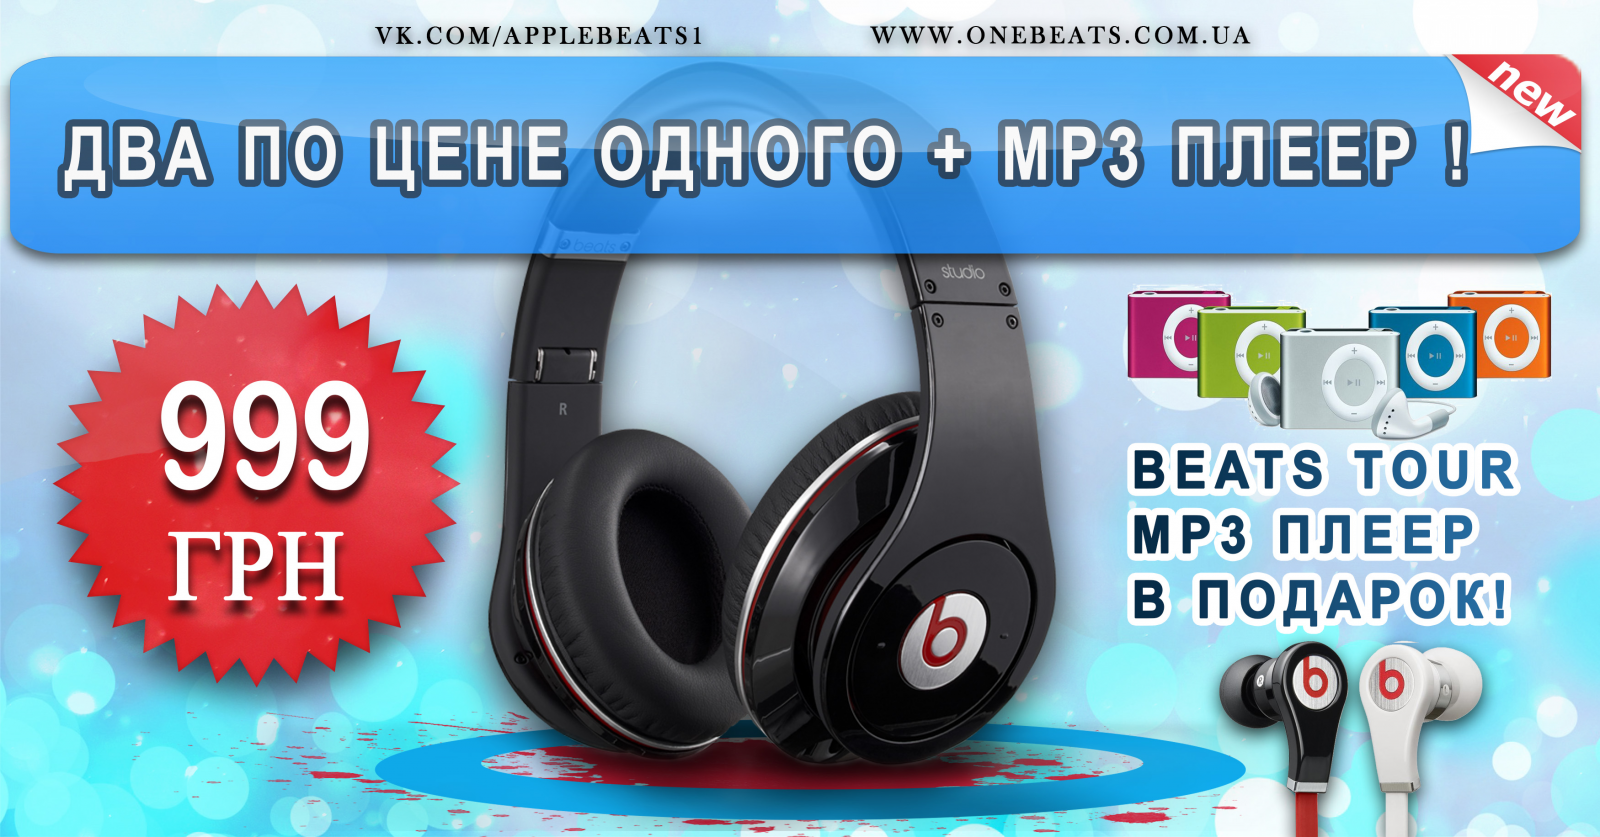 VK.COM/APPLEBEATS1 WWW.ONEBEATS.COM.UA
new
ДВА ПО ЦЕНЕ ОДНОГО + MP3 ПЛЕЕР !
beats
studio
R
999
ГРН
BEATS TOUR
MP3 ПЛЕЕР
В ПОДАРОК!